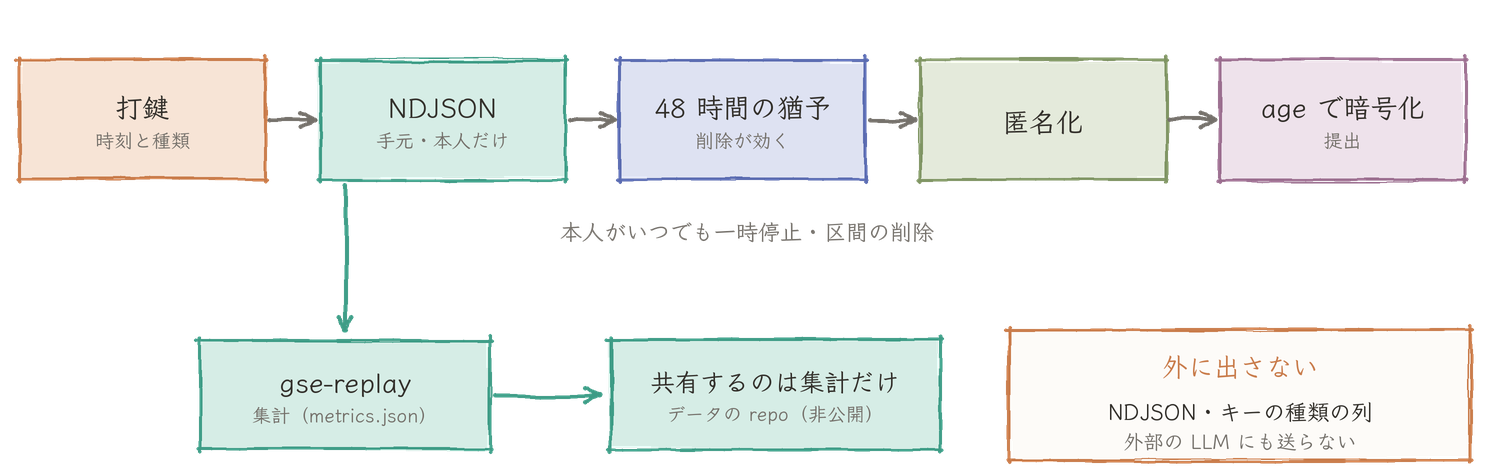 打鍵
時刻と種類
NDJSON
手元・本人だけ
48 時間の猶予
削除が効く
匿名化
age で暗号化
提出
本人がいつでも一時停止・区間の削除
gse-replay
集計（metrics.json）
共有するのは集計だけ
データの repo（非公開）
外に出さない
NDJSON・キーの種類の列
外部の LLM にも送らない